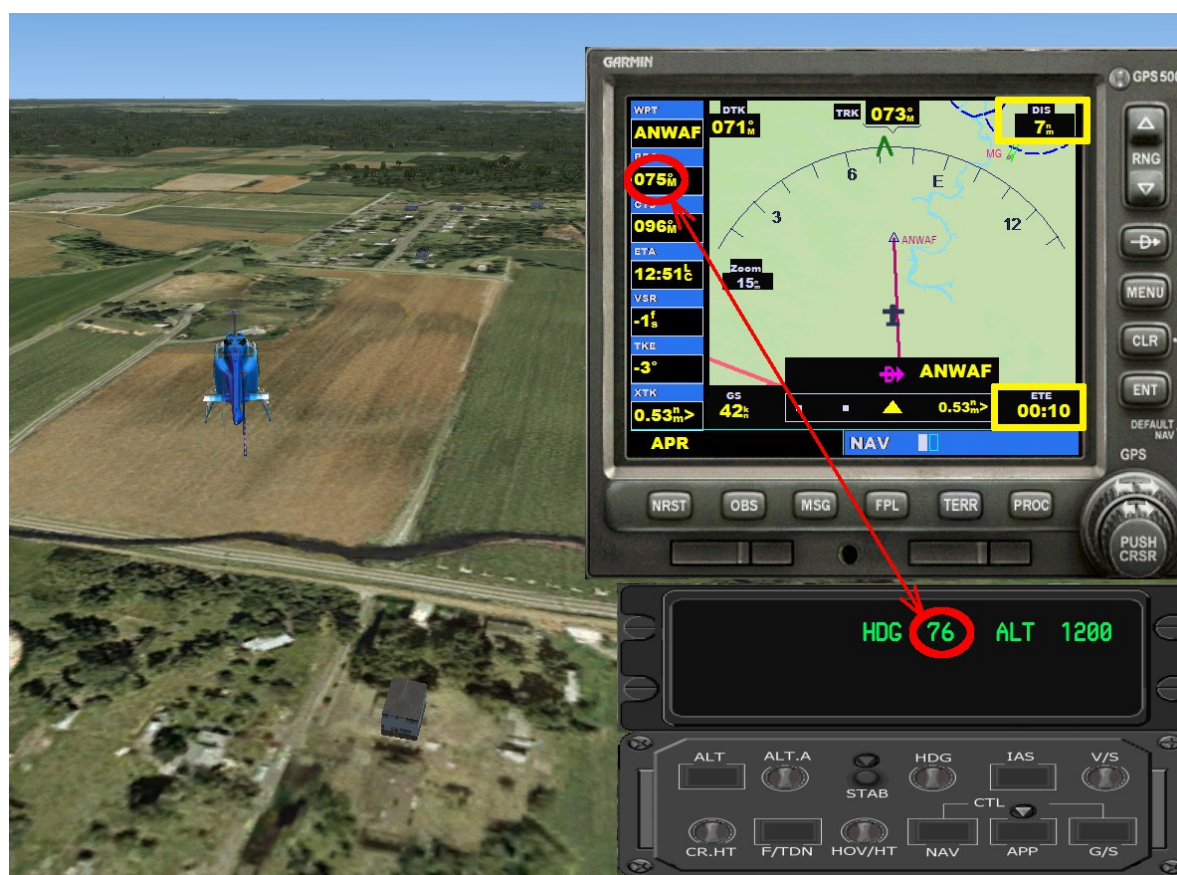 GARMIN
GPS 500
WPT
ANWAF
DTK
071°M
TRK 073°M
DIS
7nm
075°M
096°M
ETA
12:51LC
VSR
-1fs
TKE
-3°
XTK
0.53nm>
3
6
E
12
MG
ANWAF
Zoom
15nm
ANWAF
GS
42kn
0.53nm>
ETE
00:10
APR
NAV
RNG
D
MENU
CLR
ENT
DEFAULT
NAV
GPS
PUSH
CRSR
NRST
OBS
MSG
FPL
TERR
PROC
HDG 76 ALT 1200
ALT
ALT.A
STAB
HDG
IAS
V/S
CTL
CR.HT
F/TDN
HOV/HT
NAV
APP
G/S